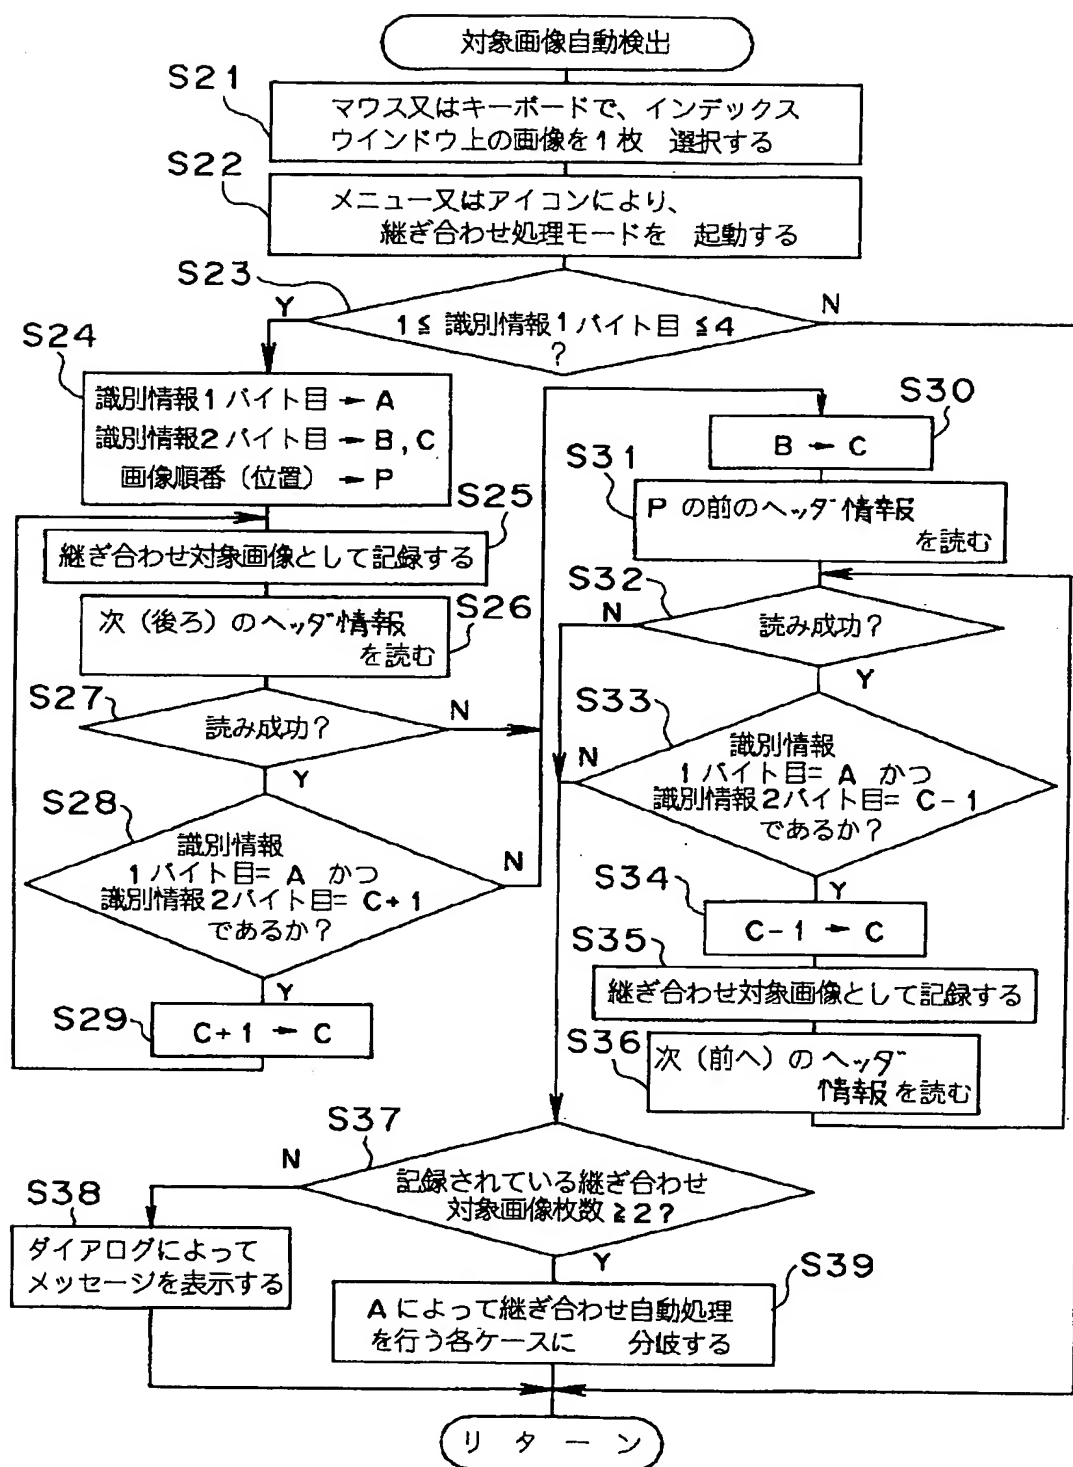 対象画像自動検出
S21
マウス又はキーボードで、インデックス
ウインドウ上の画像を1枚 選択する
S22
メニュー又はアイコンにより、
継ぎ合わせ処理モードを 起動する
S23
Y
N
1≦ 識別情報1バイト目 ≦4
?
S24
識別情報1バイト目→A
識別情報2バイト目→B,C
画像順番(位置)→P
S25
継ぎ合わせ対象画像として記録する
S26
次(後ろ)のヘッダ情報
を読む
S27
読み成功?
N
Y
S28
識別情報
1バイト目=A かつ
識別情報2バイト目=C+1
であるか?
N
Y
S29
C+1→C
S30
B→C
S31
Pの前のヘッダ情報
を読む
S32
N
読み成功?
Y
S33
N
識別情報
1バイト目=A かつ
識別情報2バイト目=C-1
であるか?
Y
S34
C-1→C
S35
継ぎ合わせ対象画像として記録する
S36
次(前へ)のヘッダ
情報を読む
S37
N
記録されている継ぎ合わせ
対象画像枚数≧2?
Y
S38
ダイアログによって
メッセージを表示する
S39
Aによって継ぎ合わせ自動処理
を行う各ケースに 分岐する
リターン